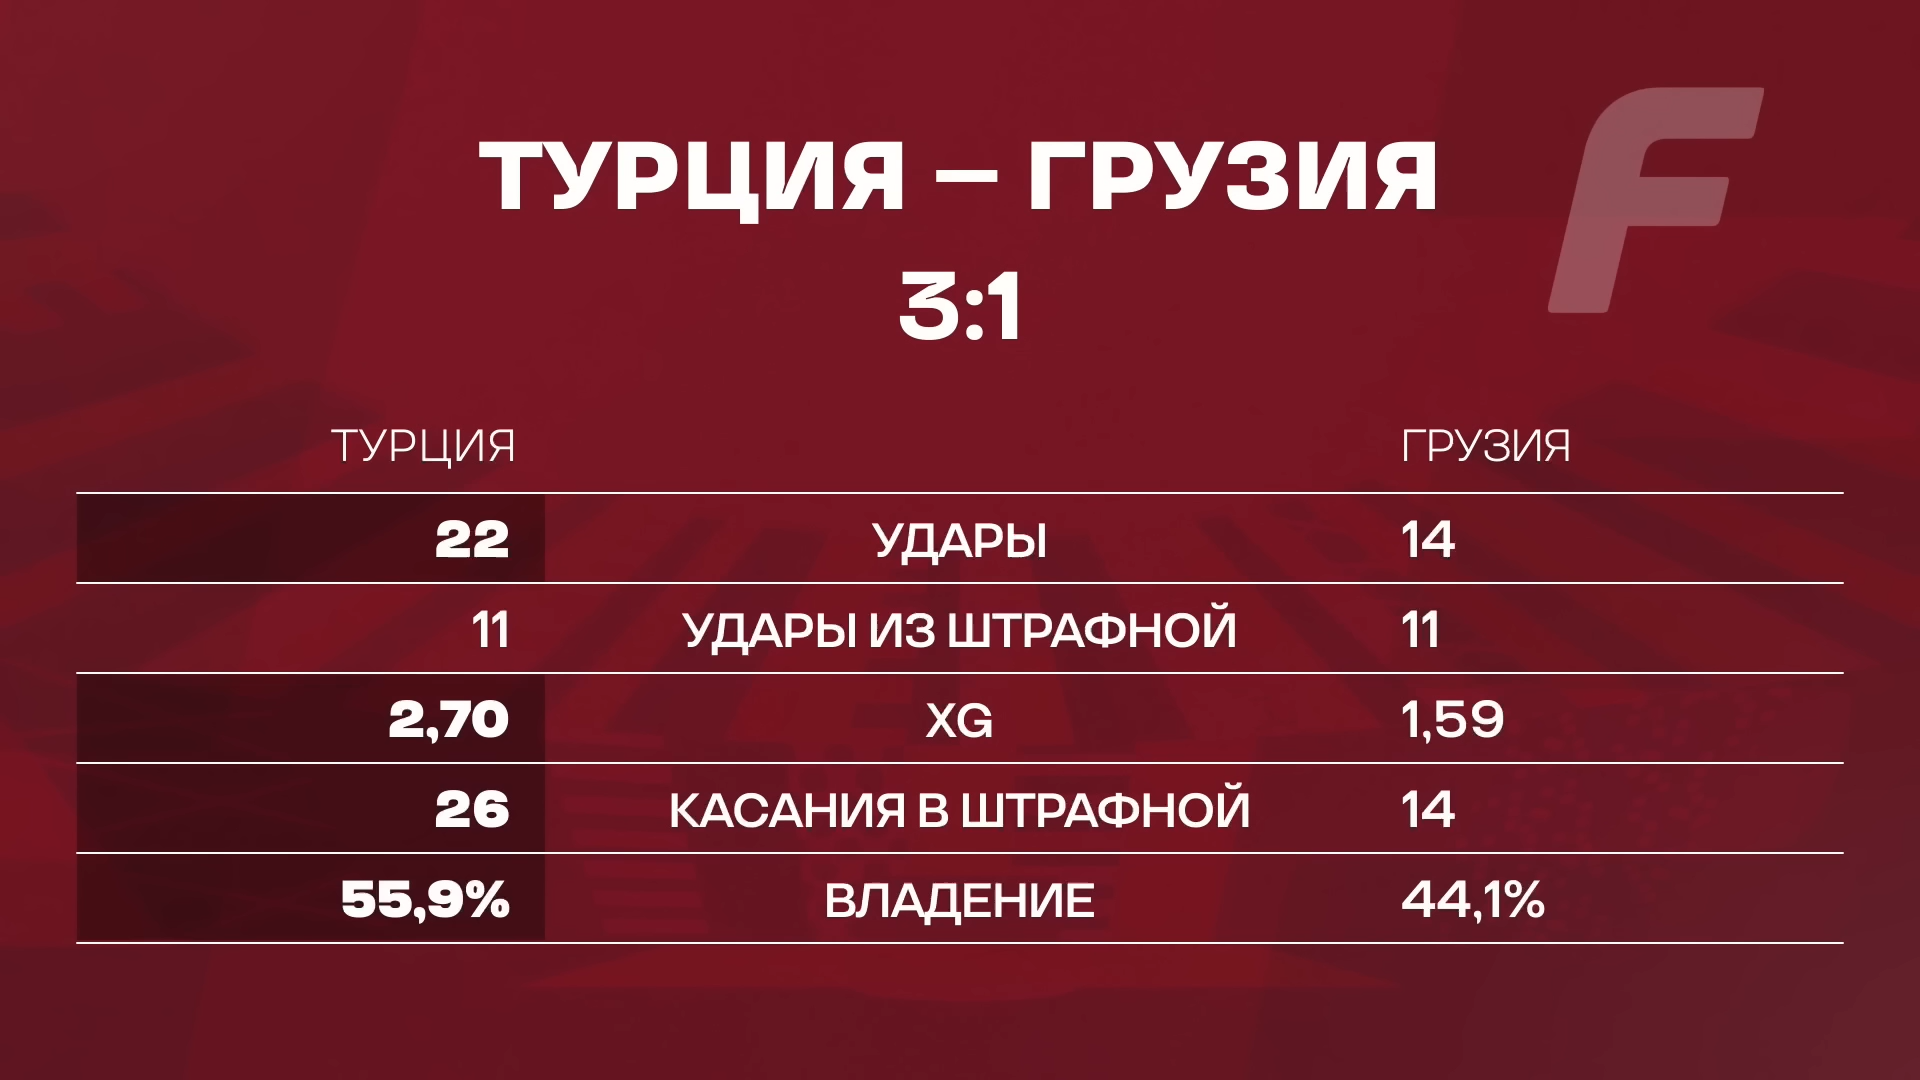 ТУРЦИЯ – ГРУЗИЯ
3:1
ТУРЦИЯ ГРУЗИЯ
22 УДАРЫ 14
11 УДАРЫ ИЗ ШТРАФНОЙ 11
2,70 XG 1,59
26 КАСАНИЯ В ШТРАФНОЙ 14
55,9% ВЛАДЕНИЕ 44,1%
F